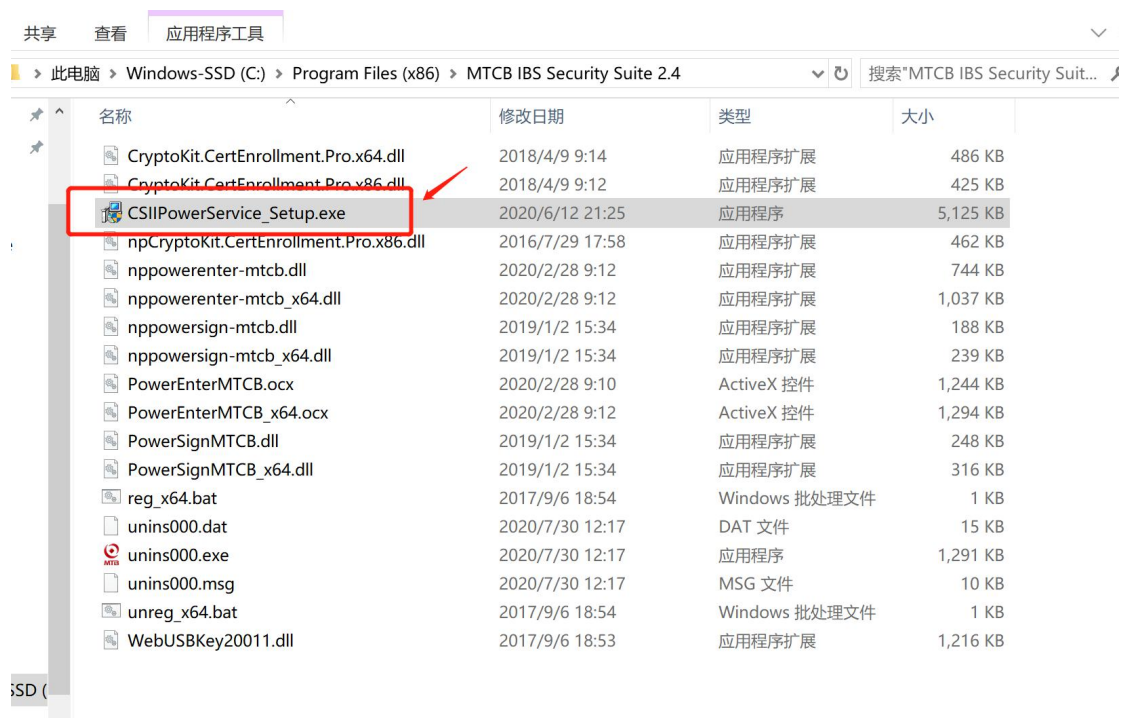 共享 查看 应用程序工具
此电脑 > Windows-SSD (C:) > Program Files (x86) > MTCB IBS Security Suite 2.4 搜索"MTCB IBS Security Suit...
名称 修改日期 类型 大小
CryptoKit.CertEnrollment.Pro.x64.dll 2018/4/9 9:14 应用程序扩展 486 KB
CryptoKit.CertEnrollment.Pro.x86.dll 2018/4/9 9:12 应用程序扩展 425 KB
CSIIPowerService_Setup.exe 2020/6/12 21:25 应用程序 5,125 KB
npCryptoKit.CertEnrollment.Pro.x86.dll 2016/7/29 17:58 应用程序扩展 462 KB
nppowerenter-mtcb.dll 2020/2/28 9:12 应用程序扩展 744 KB
nppowerenter-mtcb_x64.dll 2020/2/28 9:12 应用程序扩展 1,037 KB
nppowersign-mtcb.dll 2019/1/2 15:34 应用程序扩展 188 KB
nppowersign-mtcb_x64.dll 2019/1/2 15:34 应用程序扩展 239 KB
PowerEnterMTCB.ocx 2020/2/28 9:10 ActiveX 控件 1,244 KB
PowerEnterMTCB_x64.ocx 2020/2/28 9:12 ActiveX 控件 1,294 KB
PowerSignMTCB.dll 2019/1/2 15:34 应用程序扩展 248 KB
PowerSignMTCB_x64.dll 2019/1/2 15:34 应用程序扩展 316 KB
reg_x64.bat 2017/9/6 18:54 Windows 批处理文件 1 KB
unins000.dat 2020/7/30 12:17 DAT 文件 15 KB
unins000.exe 2020/7/30 12:17 应用程序 1,291 KB
unins000.msg 2020/7/30 12:17 MSG 文件 10 KB
unreg_x64.bat 2017/9/6 18:54 Windows 批处理文件 1 KB
WebUSBKey20011.dll 2017/9/6 18:53 应用程序扩展 1,216 KB
SSD (